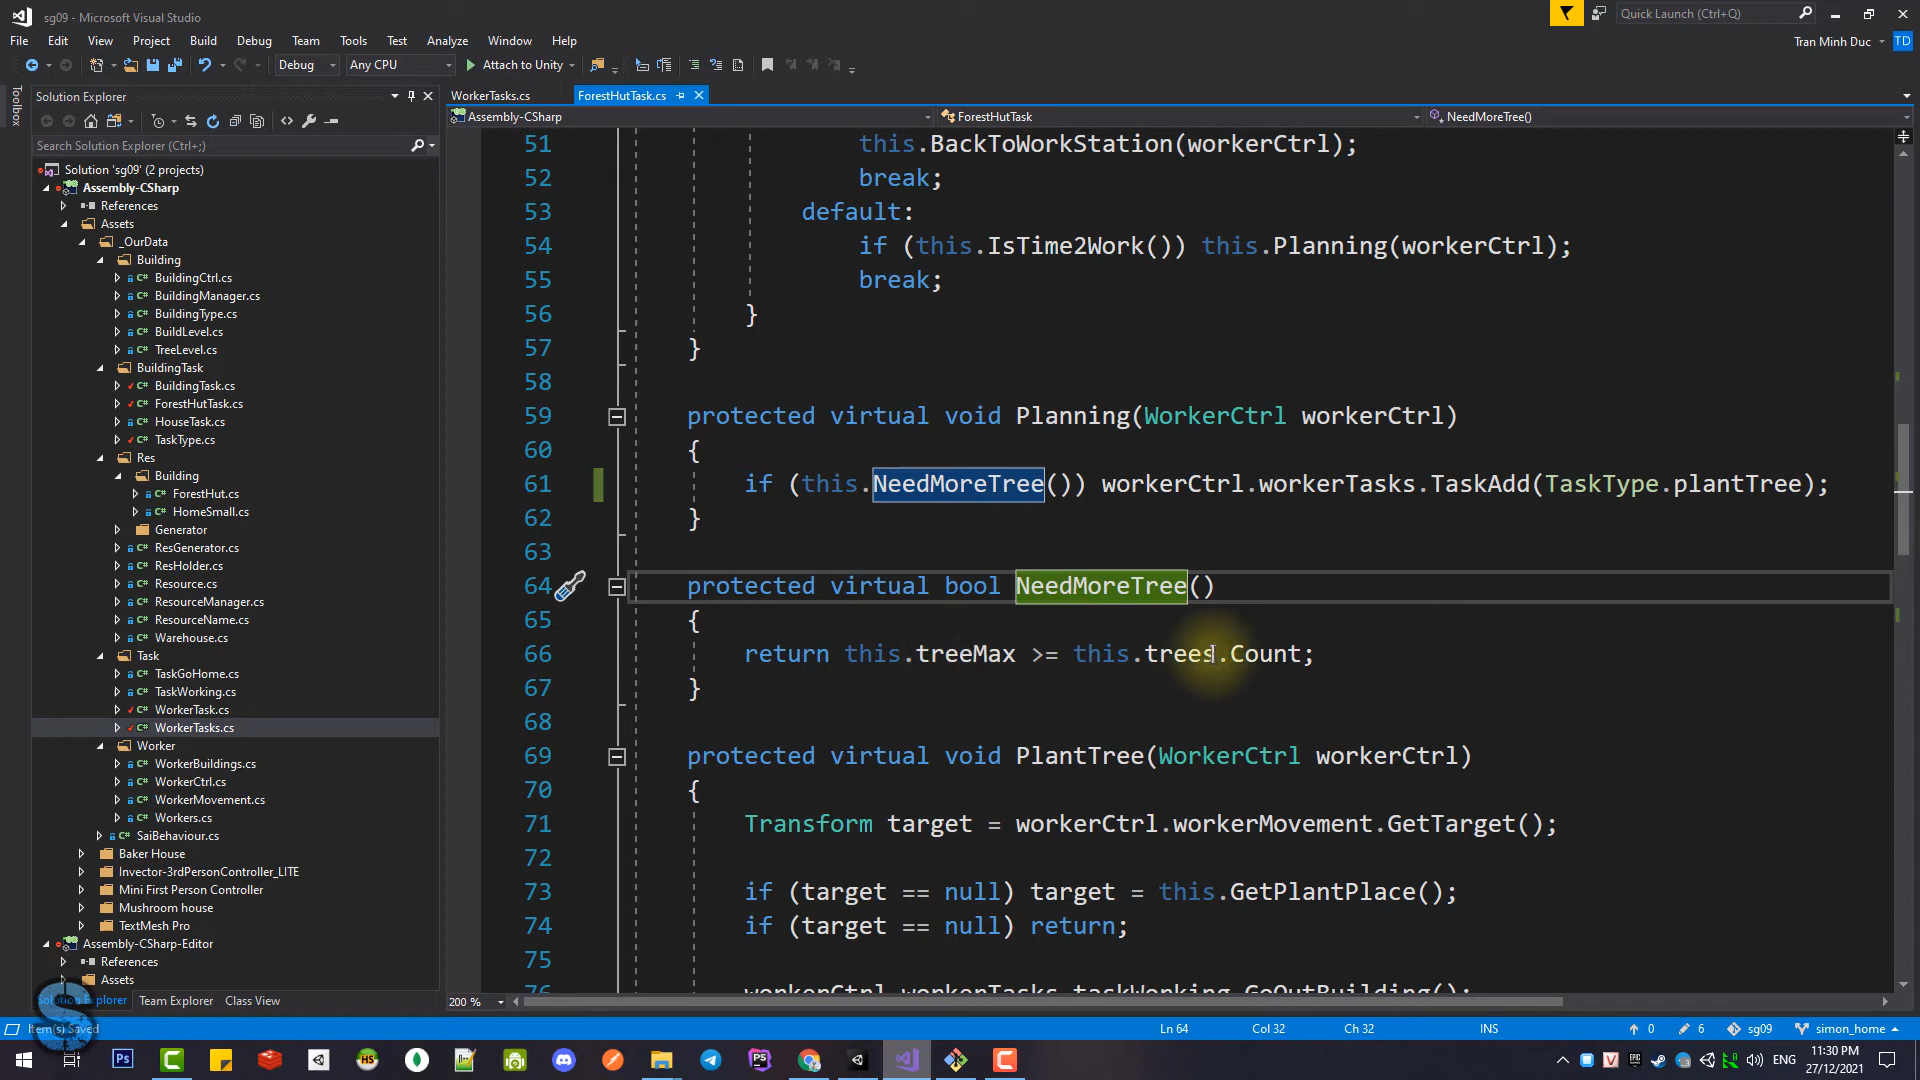 sg09 - Microsoft Visual Studio
Quick Launch (Ctrl+Q)
File Edit View Project Build Debug Team Tools Test Analyze Window Help
Tran Minh Duc
TD
Debug
Any CPU
Attach to Unity
Toolbox
Solution Explorer
WorkerTasks.cs
ForestHutTask.cs
Assembly-CSharp
ForestHutTask
NeedMoreTree()
Search Solution Explorer (Ctrl+;)
Solution 'sg09' (2 projects)
Assembly-CSharp
References
Assets
_OurData
Building
BuildingCtrl.cs
BuildingManager.cs
BuildingType.cs
BuildLevel.cs
TreeLevel.cs
BuildingTask
BuildingTask.cs
ForestHutTask.cs
HouseTask.cs
TaskType.cs
Res
Building
ForestHut.cs
HomeSmall.cs
Generator
ResGenerator.cs
ResHolder.cs
Resource.cs
ResourceManager.cs
ResourceName.cs
Warehouse.cs
Task
TaskGoHome.cs
TaskWorking.cs
WorkerTask.cs
WorkerTasks.cs
Worker
WorkerBuildings.cs
WorkerCtrl.cs
WorkerMovement.cs
Workers.cs
SaiBehaviour.cs
Baker House
Invector-3rdPersonController_LITE
Mini First Person Controller
Mushroom house
TextMesh Pro
Assembly-CSharp-Editor
References
Assets
Solution Explorer Team Explorer Class View
51 this.BackToWorkStation(workerCtrl);
52 break;
53 default:
54 if (this.IsTime2Work()) this.Planning(workerCtrl);
55 break;
56 }
57 }
58
59 protected virtual void Planning(WorkerCtrl workerCtrl)
60 {
61 if (this.NeedMoreTree()) workerCtrl.workerTasks.TaskAdd(TaskType.plantTree);
62 }
63
64 protected virtual bool NeedMoreTree()
65 {
66 return this.treeMax >= this.trees.Count;
67 }
68
69 protected virtual void PlantTree(WorkerCtrl workerCtrl)
70 {
71 Transform target = workerCtrl.workerMovement.GetTarget();
72
73 if (target == null) target = this.GetPlantPlace();
74 if (target == null) return;
75
76 workerCtrl.workerTasks.taskWorking.GoOutBuilding();
200 %
Item(s) Saved
Ln 64 Col 32 Ch 32 INS
0 6 sg09 simon_home
ENG
11:30 PM
27/12/2021